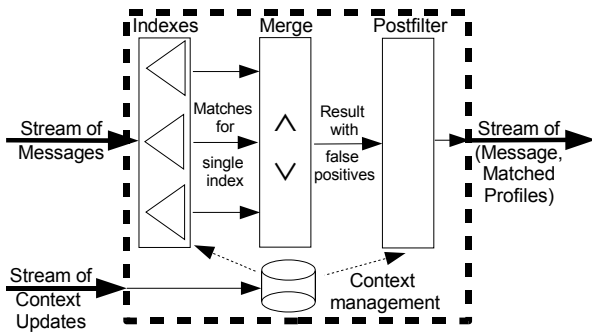 Indexes
Merge
Postfilter
Stream of
Messages
Matches
for
single
index
∧
∨
Result
with
false
positives
Stream of
(Message,
Matched
Profiles)
Stream of
Context
Updates
Context
management